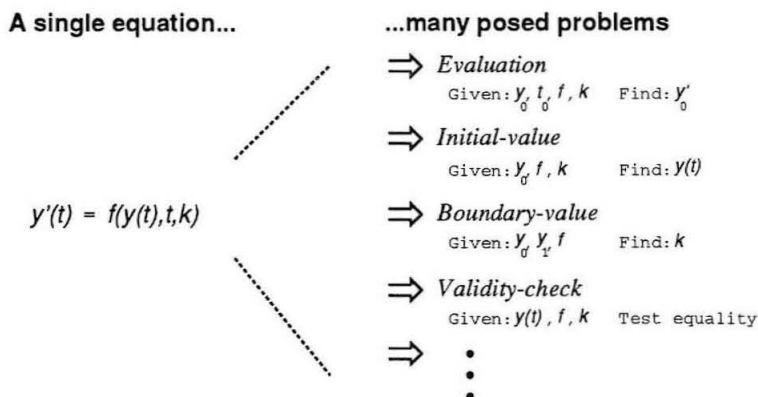 A single equation...
...many posed problems
⇒ Evaluation
Given: y₀, t₀, f, k Find: y'₀
⇒ Initial-value
Given: y₀, f, k Find: y(t)
y'(t) = f(y(t),t,k)
⇒ Boundary-value
Given: y₀, y₁, f Find: k
⇒ Validity-check
Given: y(t), f, k Test equality
⇒